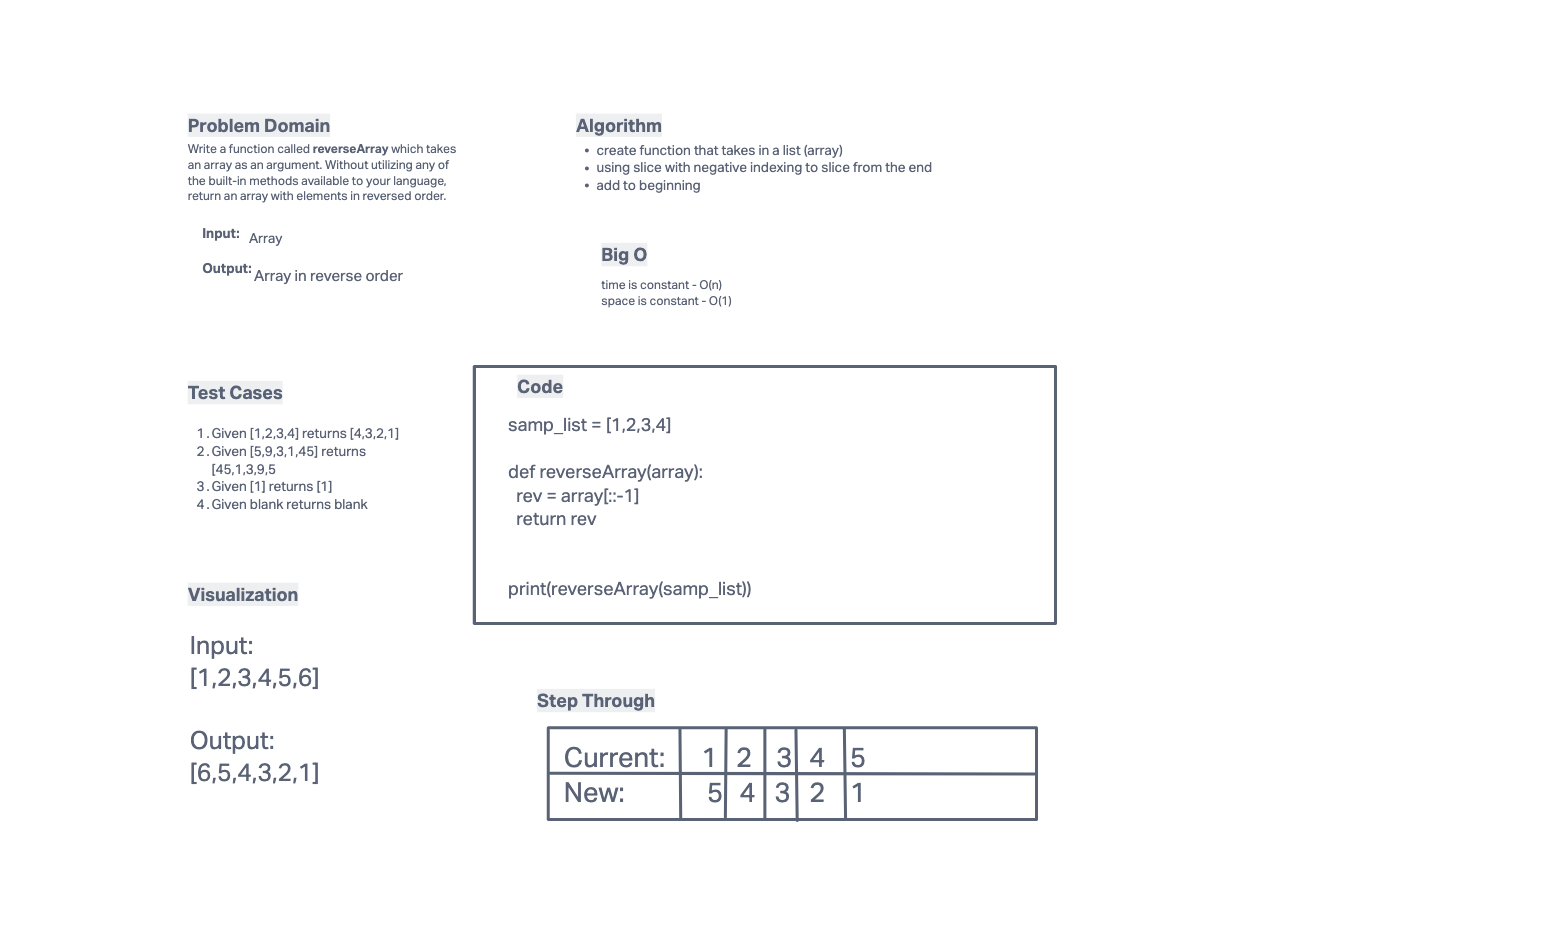 Problem Domain
Write a function called reverseArray which takes
an array as an argument. Without utilizing any of
the built-in methods available to your language,
return an array with elements in reversed order.
Input: Array
Output: Array in reverse order
Algorithm
• create function that takes in a list (array)
• using slice with negative indexing to slice from the end
• add to beginning
Big O
time is constant - O(n)
space is constant - O(1)
Test Cases
1. Given [1,2,3,4] returns [4,3,2,1]
2. Given [5,9,3,1,45] returns
[45,1,3,9,5
3. Given [1] returns [1]
4. Given blank returns blank
Code
samp_list = [1,2,3,4]
def reverseArray(array):
rev = array[::-1]
return rev
print(reverseArray(samp_list))
Visualization
Input:
[1,2,3,4,5,6]
Output:
[6,5,4,3,2,1]
Step Through
Current: 1 2 3 4 5
New: 5 4 3 2 1